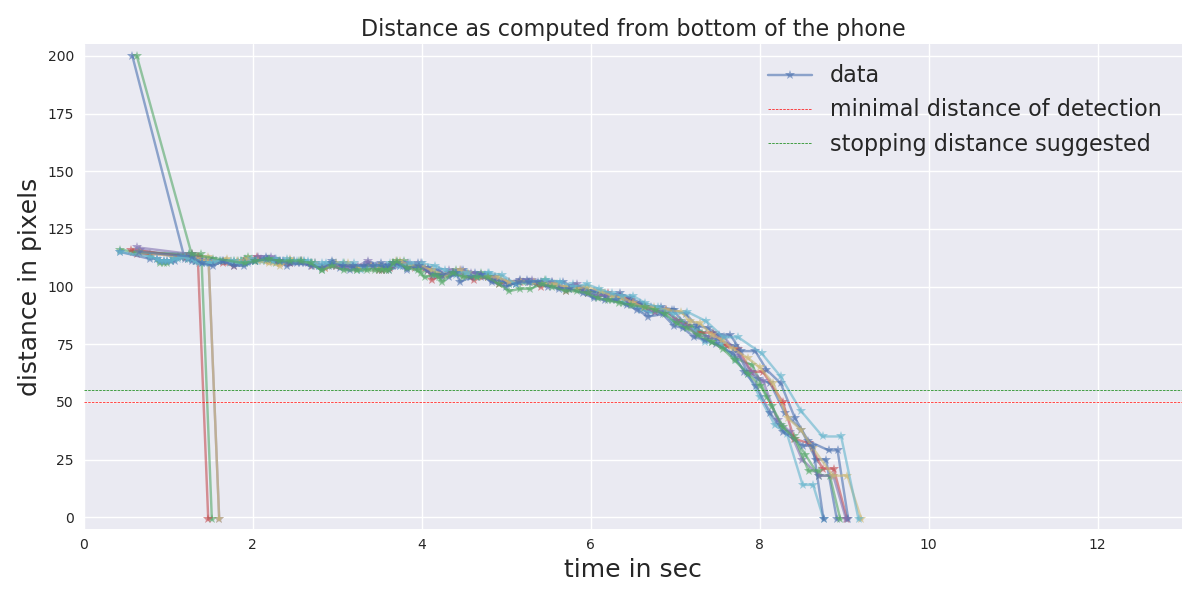 Distance as computed from bottom of the phone
200
175
150
125
100
75
50
25
0
distance in pixels
data
minimal distance of detection
stopping distance suggested
0 2 4 6 8 10 12
time in sec